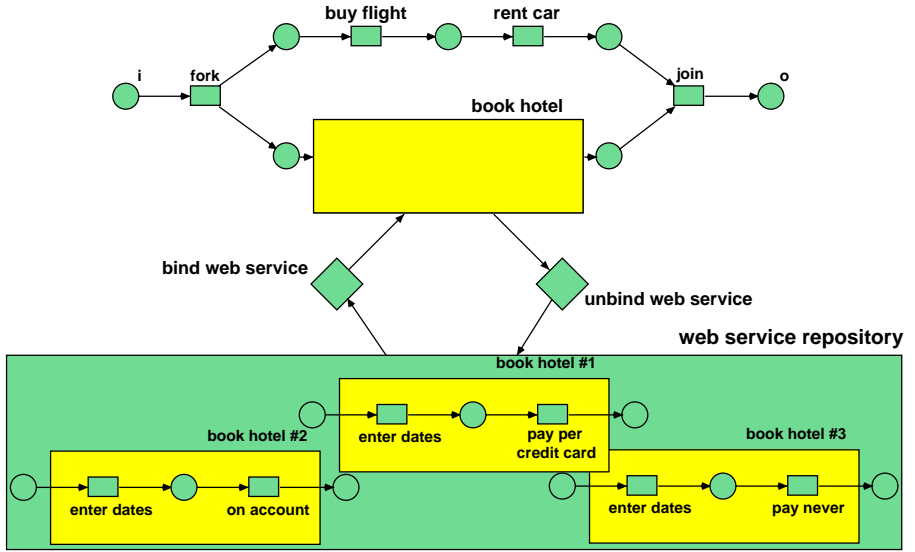 buy flight
rent car
i
fork
join
o
book hotel
bind web service
unbind web service
web service repository
book hotel #1
enter dates
pay per
credit card
book hotel #2
enter dates
on account
book hotel #3
enter dates
pay never